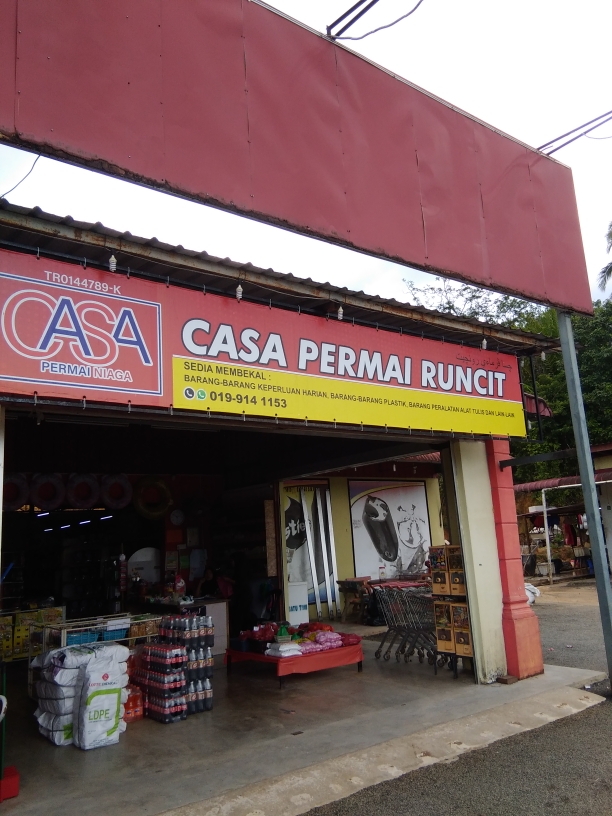 TR0144789-K
CASA
PERMAI NIAGA
CASA PERMAI RUNCIT
SEDIA MEMBEKAL :
BARANG-BARANG KEPERLUAN HARIAN, BARANG-BARANG PLASTIK, BARANG PERALATAN ALAT TULIS DAN LAIN-LAIN
019-914 1153
LDPE